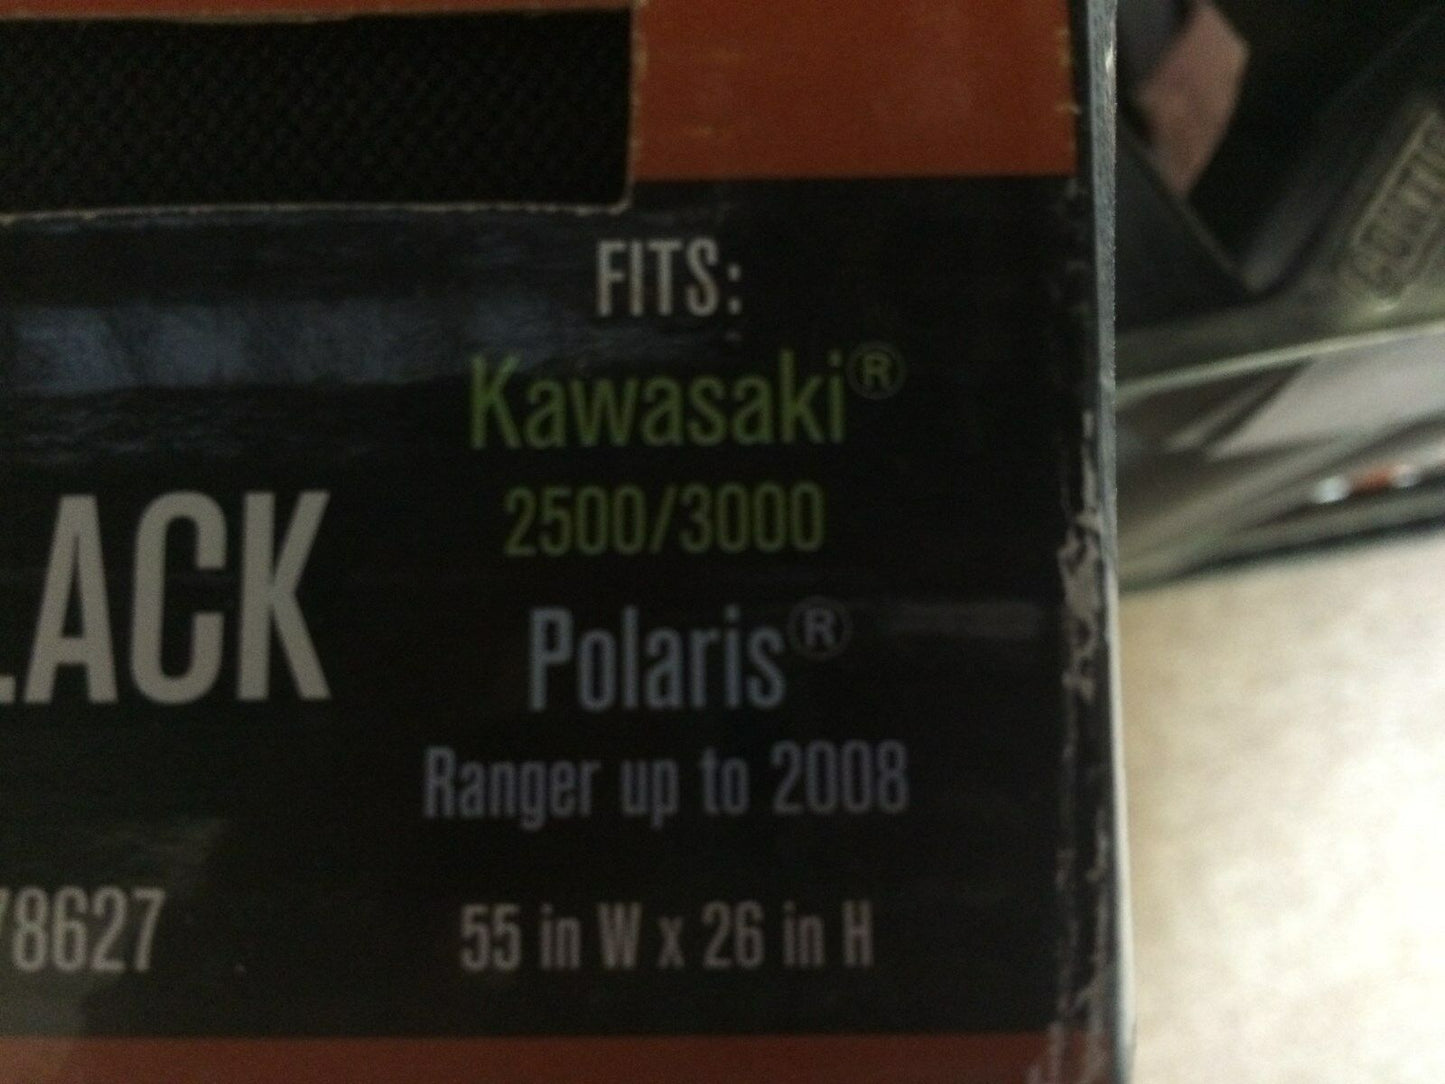 FITS:
Kawasaki®
2500/3000
LACK
Polaris®
Ranger up to 2008
78627
55 in W x 26 in H